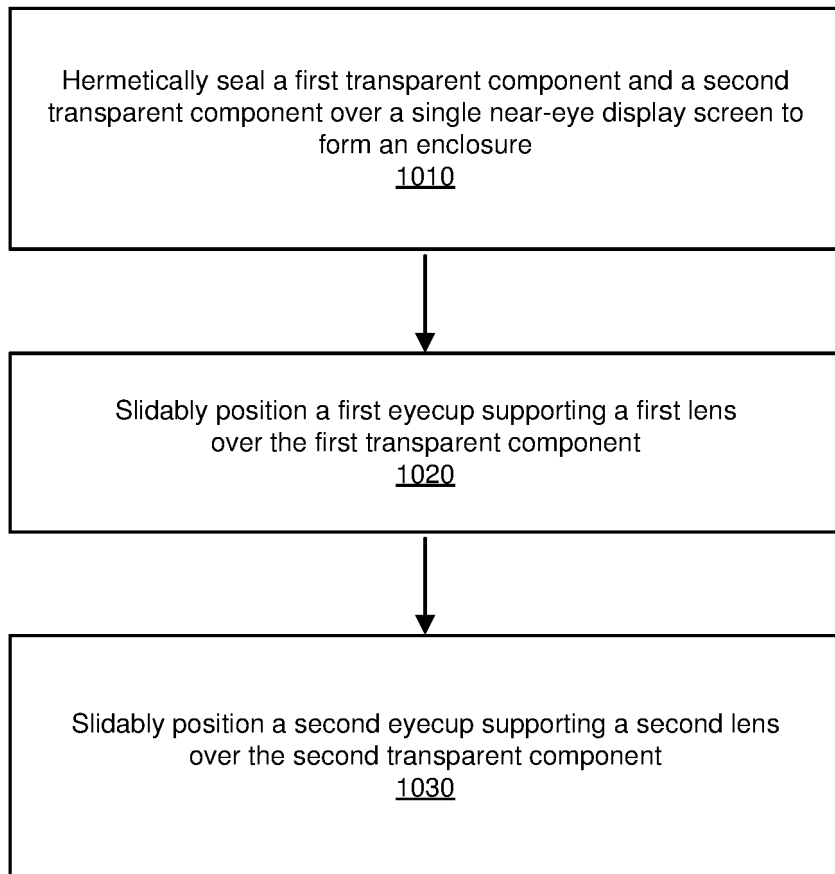 Hermetically seal a first transparent component and a second
transparent component over a single near-eye display screen to
form an enclosure
1010
Slidably position a first eyecup supporting a first lens
over the first transparent component
1020
Slidably position a second eyecup supporting a second lens
over the second transparent component
1030